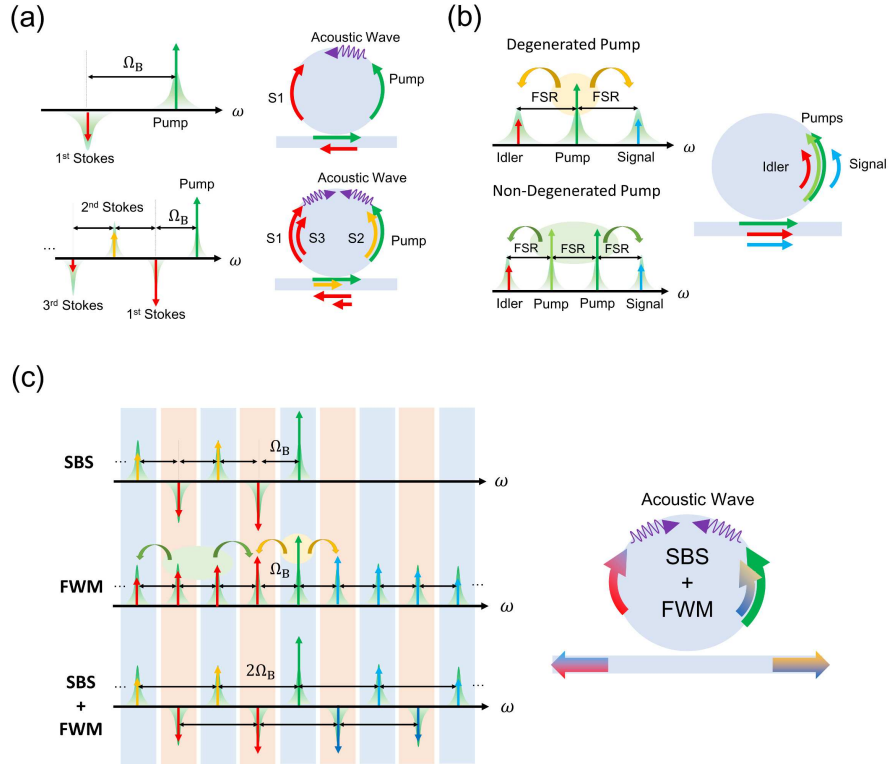 (a)
Ω_B
ω
Pump
1st Stokes
Acoustic Wave
S1
Pump
Pump
2nd Stokes
Ω_B
...
ω
3rd Stokes
1st Stokes
Acoustic Wave
S1
S3
S2
Pump
(b)
Degenerated Pump
FSR
FSR
ω
Idler
Pump
Signal
Non-Degenerated Pump
FSR
FSR
FSR
ω
Idler
Pump
Pump
Signal
Pumps
Idler
Signal
(c)
SBS
...
Ω_B
ω
FWM
...
Ω_B
...
ω
SBS
+
FWM
...
2Ω_B
...
ω
Acoustic Wave
SBS
+
FWM